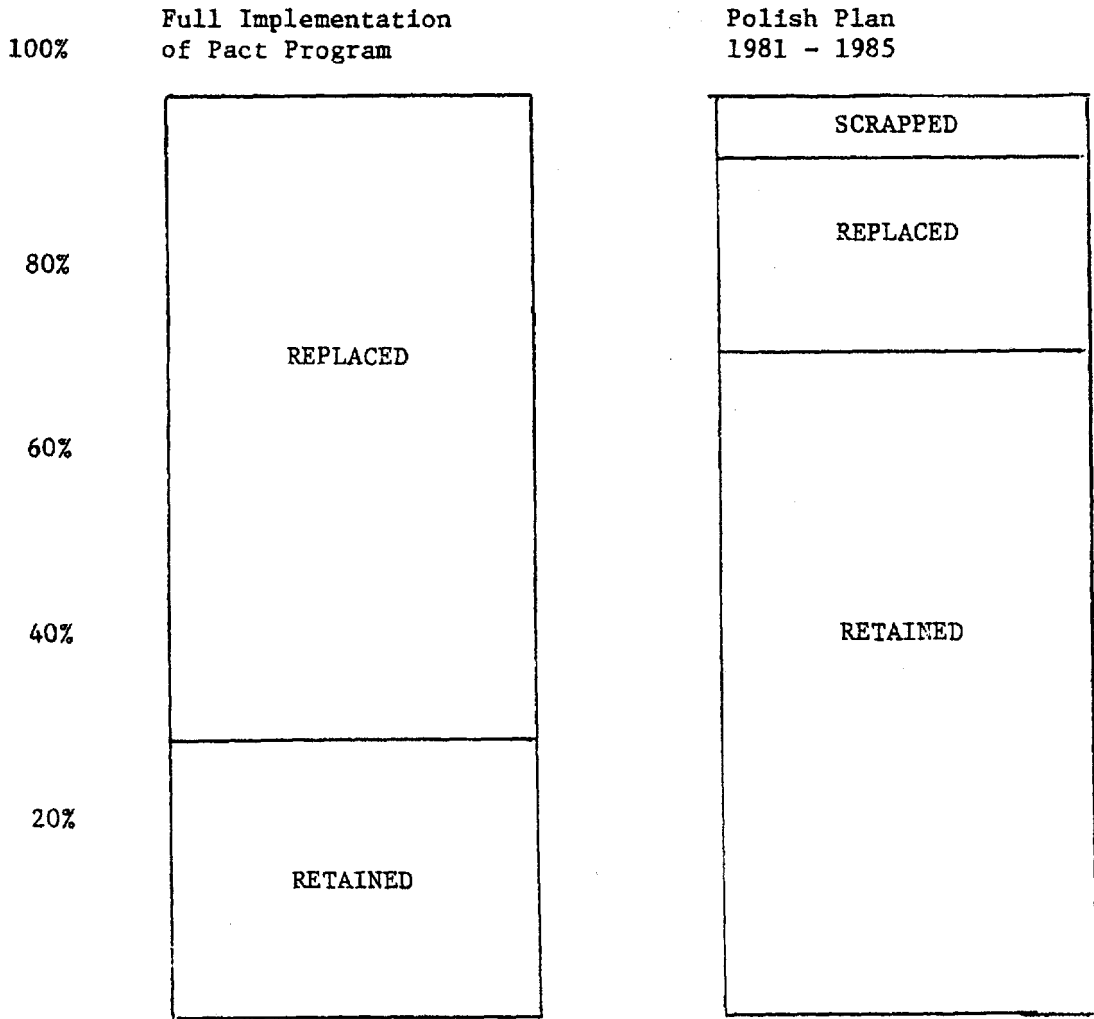 Full Implementation
of Pact Program
Polish Plan
1981 - 1985
100%
80%
60%
40%
20%
REPLACED
RETAINED
SCRAPPED
REPLACED
RETAINED